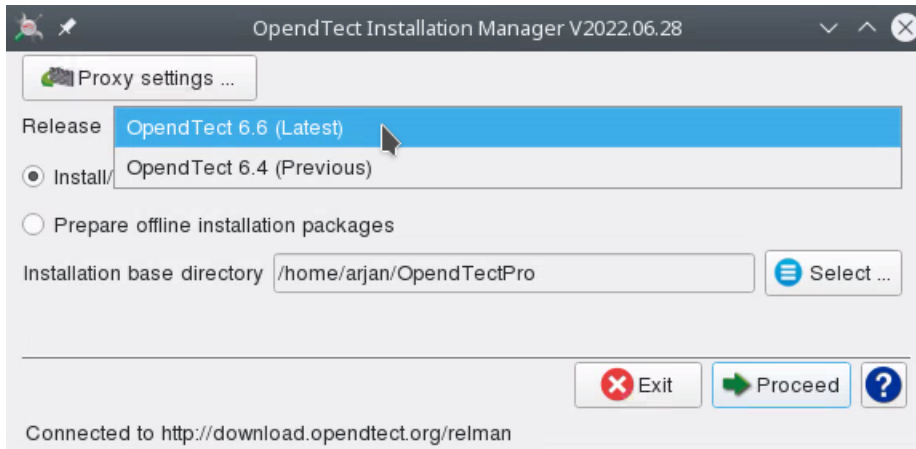 OpendTect Installation Manager V2022.06.28
Proxy settings ...
Release OpendTect 6.6 (Latest)
OpendTect 6.4 (Previous)
Install/
Prepare offline installation packages
Installation base directory /home/arjan/OpendTectPro Select ...
Exit Proceed ?
Connected to http://download.opendtect.org/relman